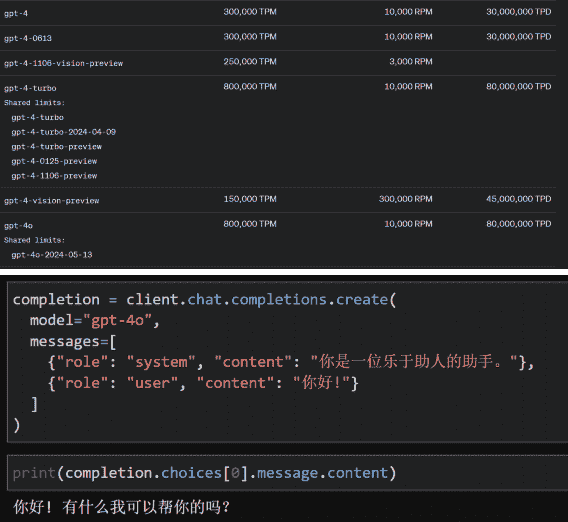 gpt-4 300,000 TPM 10,000 RPM 30,000,000 TPD
gpt-4-0613 300,000 TPM 10,000 RPM 30,000,000 TPD
gpt-4-1106-vision-preview 250,000 TPM 3,000 RPM
gpt-4-turbo 800,000 TPM 10,000 RPM 80,000,000 TPD
Shared limits:
gpt-4-turbo
gpt-4-turbo-2024-04-09
gpt-4-turbo-preview
gpt-4-0125-preview
gpt-4-1106-preview
gpt-4-vision-preview 150,000 TPM 300,000 RPM 45,000,000 TPD
gpt-4o 800,000 TPM 10,000 RPM 80,000,000 TPD
Shared limits:
gpt-4o-2024-05-13
completion = client.chat.completions.create(
  model="gpt-4o",
  messages=[
    {"role": "system", "content": "你是一位乐于助人的助手。"},
    {"role": "user", "content": "你好!"}
  ]
)
print(completion.choices[0].message.content)
你好! 有什么我可以帮你的吗?